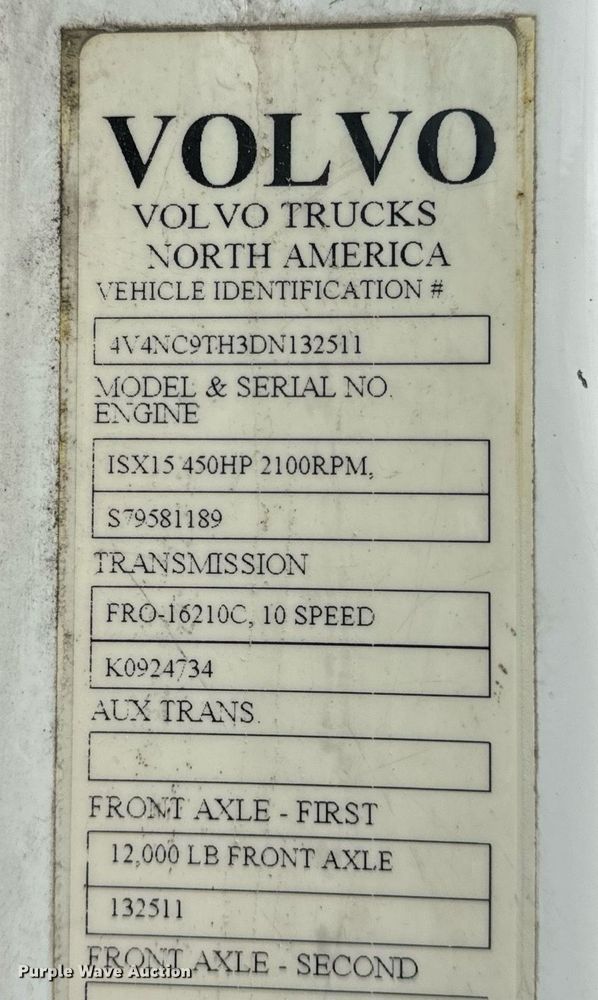 VOLVO
VOLVO TRUCKS
NORTH AMERICA
VEHICLE IDENTIFICATION #
4V4NC9TH3DN132511
MODEL & SERIAL NO.
ENGINE
ISX15 450HP 2100RPM,
S79581189
TRANSMISSION
FRO-16210C, 10 SPEED
K0924734
AUX TRANS.
FRONT AXLE - FIRST
12,000 LB FRONT AXLE
132511
FRONT AXLE - SECOND
Purple Wave Auction